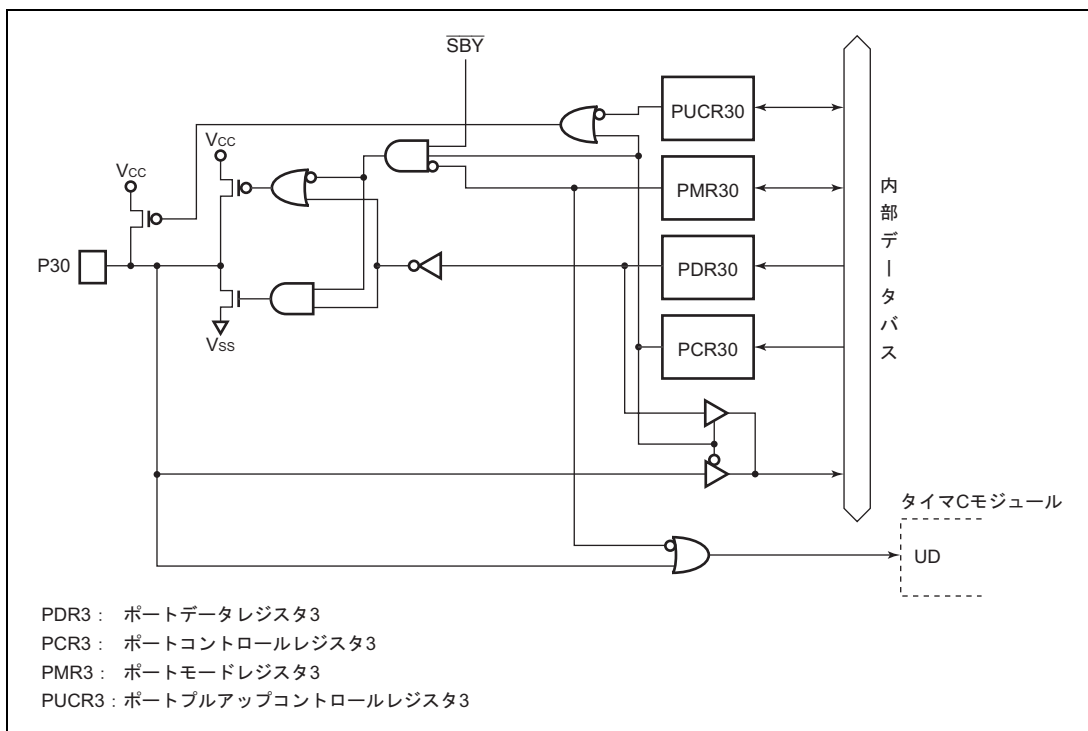 SBY
PUCR30
VCC
VCC
PMR30
P30
PDR30
VSS
PCR30
内部データバス
タイマCモジュール
UD
PDR3： ポートデータレジスタ3
PCR3： ポートコントロールレジスタ3
PMR3： ポートモードレジスタ3
PUCR3：ポートプルアップコントロールレジスタ3